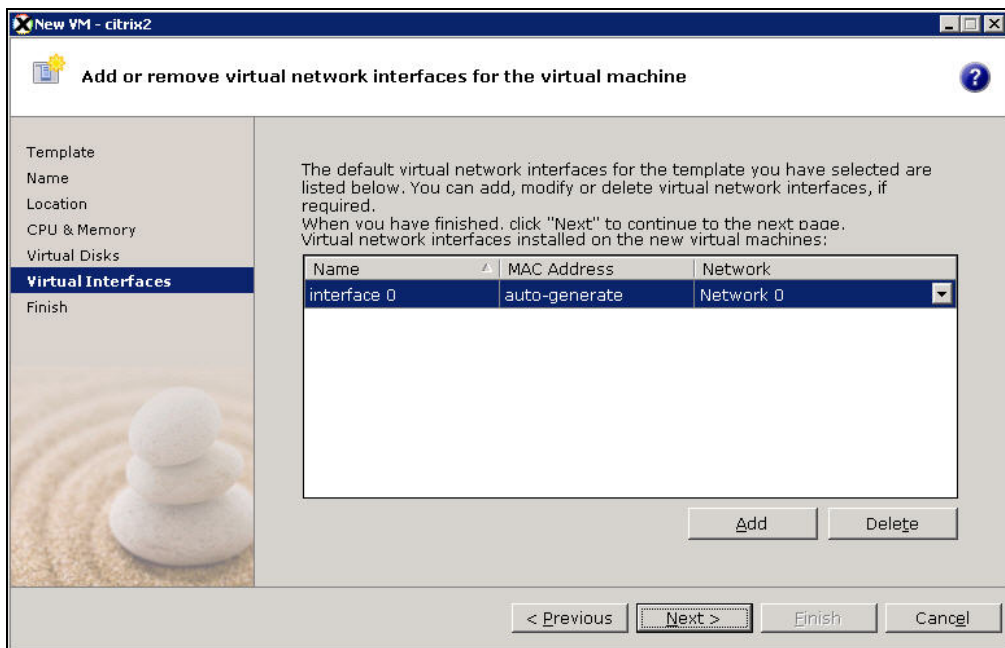 New VM - citrix2
Add or remove virtual network interfaces for the virtual machine
?
Template
Name
Location
CPU & Memory
Virtual Disks
Virtual Interfaces
Finish
The default virtual network interfaces for the template you have selected are
listed below. You can add, modify or delete virtual network interfaces, if
required.
When you have finished, click "Next" to continue to the next page.
Virtual network interfaces installed on the new virtual machines:
Name MAC Address Network
interface 0 auto-generate Network 0
Add Delete
< Previous Next > Finish Cancel